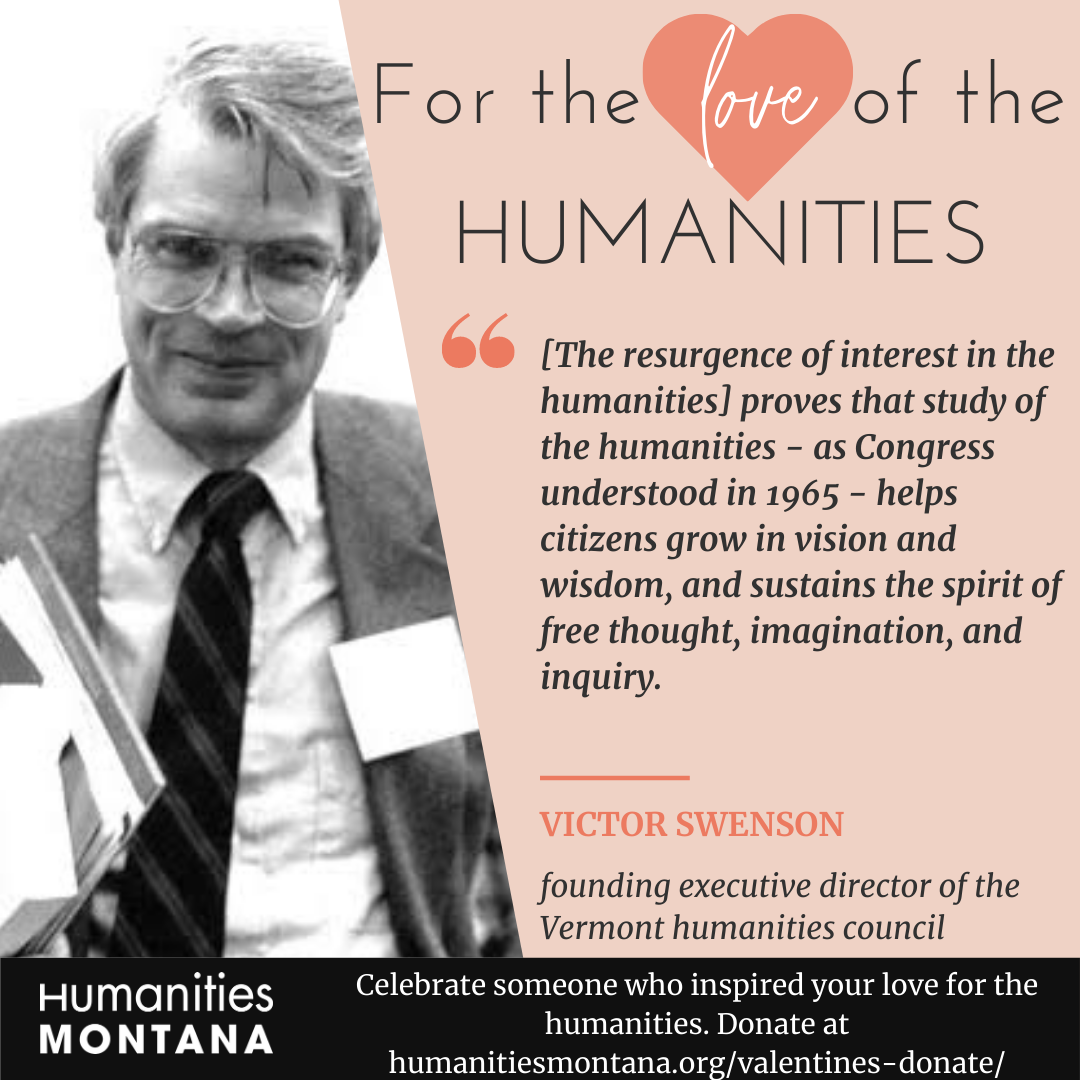 For the love of the
HUMANITIES
“
[The resurgence of interest in the
humanities] proves that study of
the humanities – as Congress
understood in 1965 – helps
citizens grow in vision and
wisdom, and sustains the spirit of
free thought, imagination, and
inquiry.
VICTOR SWENSON
founding executive director of the
Vermont humanities council
Humanities
MONTANA
Celebrate someone who inspired your love for the
humanities. Donate at
humanitiesmontana.org/valentines-donate/